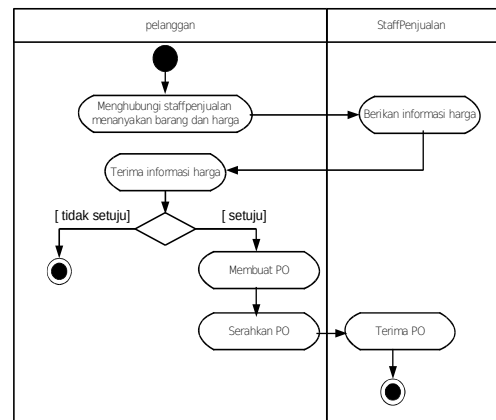 pelanggan
StaffPenjualan
Menghubungi staffpenjualan
menanyakan barang dan harga
Berikan informasi harga
Terima informasi harga
[ tidak setuju]
[ setuju]
Membuat PO
Serahkan PO
Terima PO